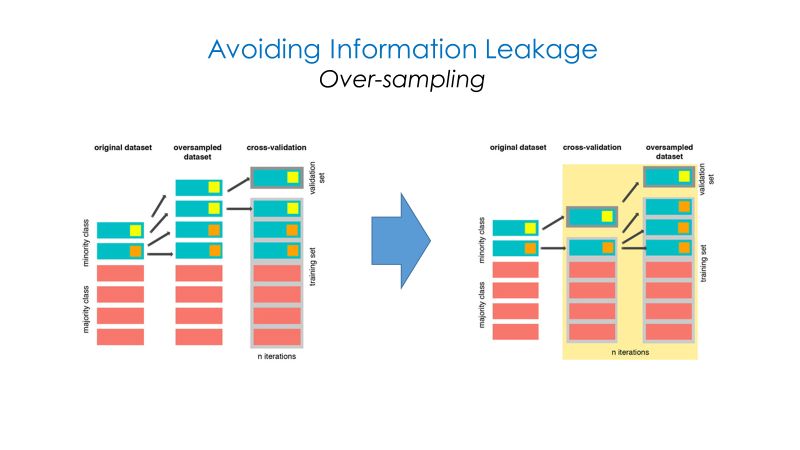 Avoiding Information Leakage
Over-sampling
original dataset
oversampled
dataset
cross-validation
minority class
majority class
validation
set
training set
n iterations
original dataset
cross-validation
oversampled
dataset
minority class
majority class
validation
set
training set
n iterations